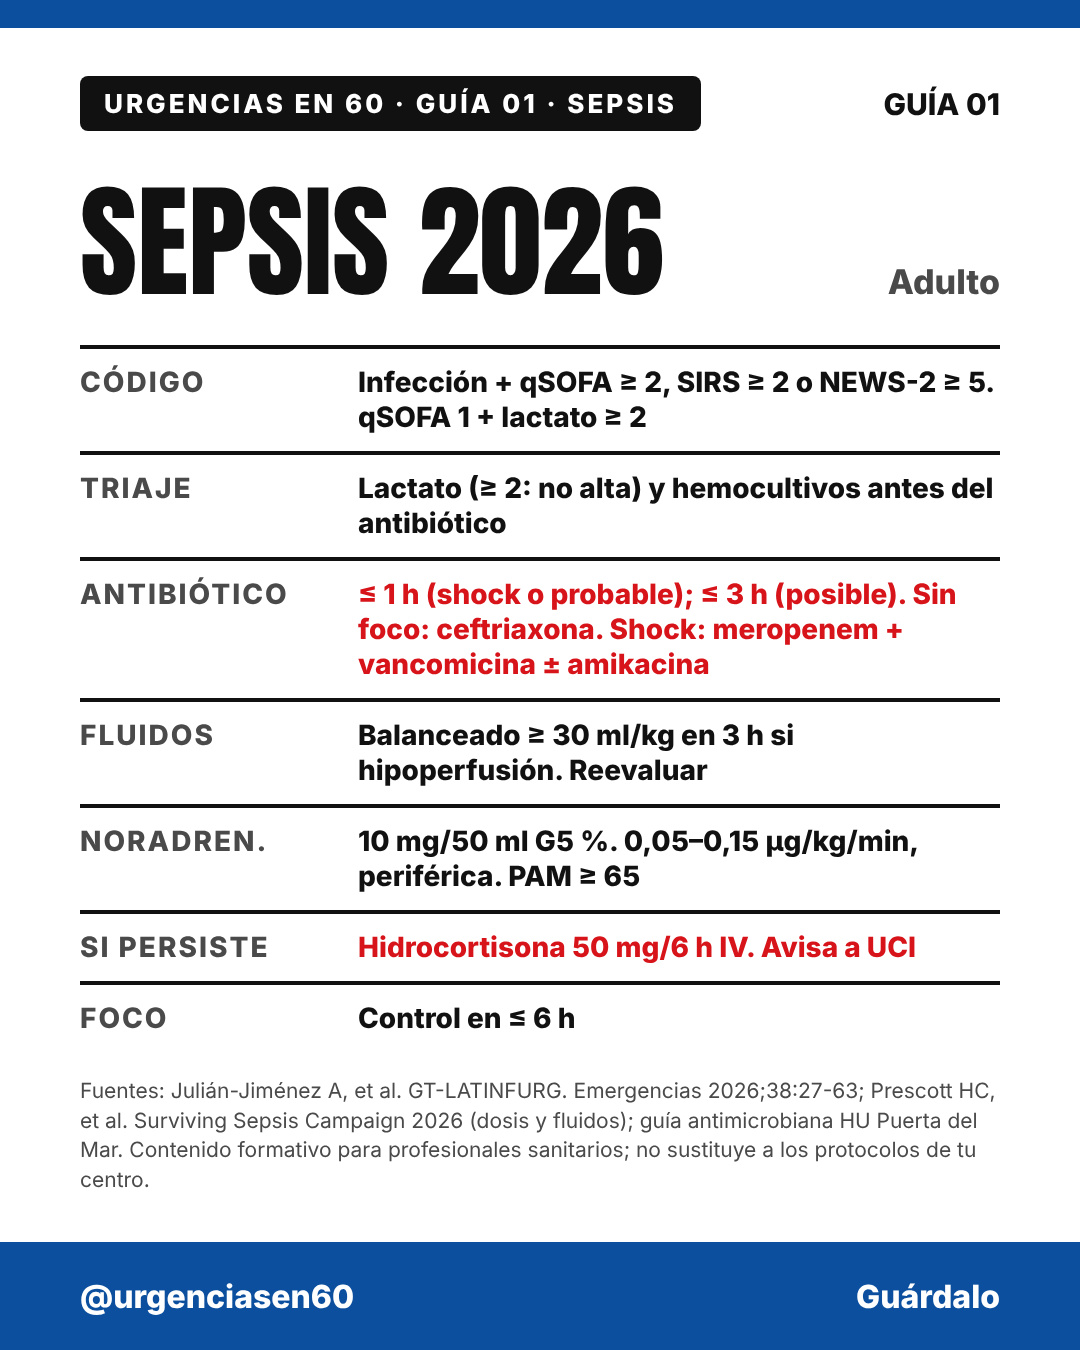 URGENCIAS EN 60 · GUÍA 01 · SEPSIS
GUÍA 01
SEPSIS 2026
Adulto
CÓDIGO
Infección + qSOFA ≥ 2, SIRS ≥ 2 o NEWS-2 ≥ 5.
qSOFA 1 + lactato ≥ 2
TRIAJE
Lactato (≥ 2: no alta) y hemocultivos antes del
antibiótico
ANTIBIÓTICO
≤ 1 h (shock o probable); ≤ 3 h (posible). Sin
foco: ceftriaxona. Shock: meropenem +
vancomicina ± amikacina
FLUIDOS
Balanceado ≥ 30 ml/kg en 3 h si
hipoperfusión. Reevaluar
NORADREN.
10 mg/50 ml G5 %. 0,05–0,15 µg/kg/min,
periférica. PAM ≥ 65
SI PERSISTE
Hidrocortisona 50 mg/6 h IV. Avisa a UCI
FOCO
Control en ≤ 6 h
Fuentes: Julián-Jiménez A, et al. GT-LATINFURG. Emergencias 2026;38:27-63; Prescott HC,
et al. Surviving Sepsis Campaign 2026 (dosis y fluidos); guía antimicrobiana HU Puerta del
Mar. Contenido formativo para profesionales sanitarios; no sustituye a los protocolos de tu
centro.
@urgenciasen60
Guárdalo